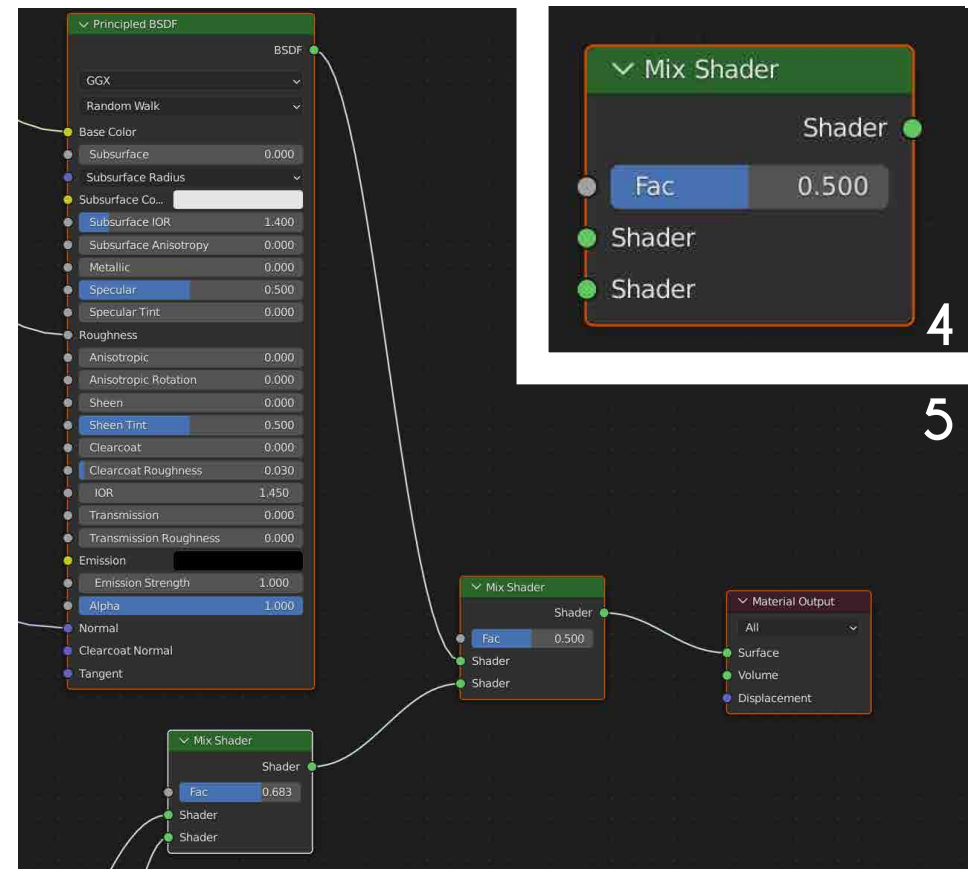 Principled BSDF
BSDF
GGX
Random Walk
Base Color
Subsurface 0.000
Subsurface Radius
Subsurface Co...
Subsurface IOR 1.400
Subsurface Anisotropy 0.000
Metallic 0.000
Specular 0.500
Specular Tint 0.000
Roughness
Anisotropic 0.000
Anisotropic Rotation 0.000
Sheen 0.000
Sheen Tint 0.500
Clearcoat 0.000
Clearcoat Roughness 0.030
IOR 1.450
Transmission 0.000
Transmission Roughness 0.000
Emission
Emission Strength 1.000
Alpha 1.000
Normal
Clearcoat Normal
Tangent
Mix Shader
Shader
Fac 0.500
Shader
Shader
4
5
Mix Shader
Shader
Fac 0.500
Shader
Shader
Material Output
All
Surface
Volume
Displacement
Mix Shader
Shader
Fac 0.683
Shader
Shader